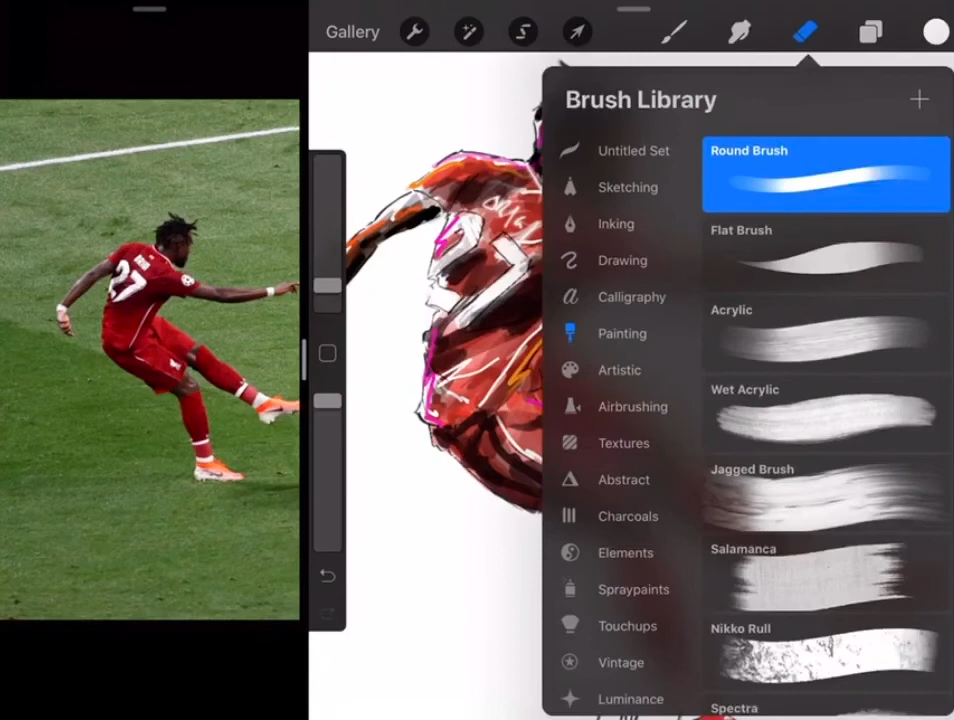 Gallery
Brush Library
Untitled Set
Sketching
Inking
Drawing
Calligraphy
Painting
Artistic
Airbrushing
Textures
Abstract
Charcoals
Elements
Spraypaints
Touchups
Vintage
Luminance
Round Brush
Flat Brush
Acrylic
Wet Acrylic
Jagged Brush
Salamanca
Nikko Rull
Spectra
27